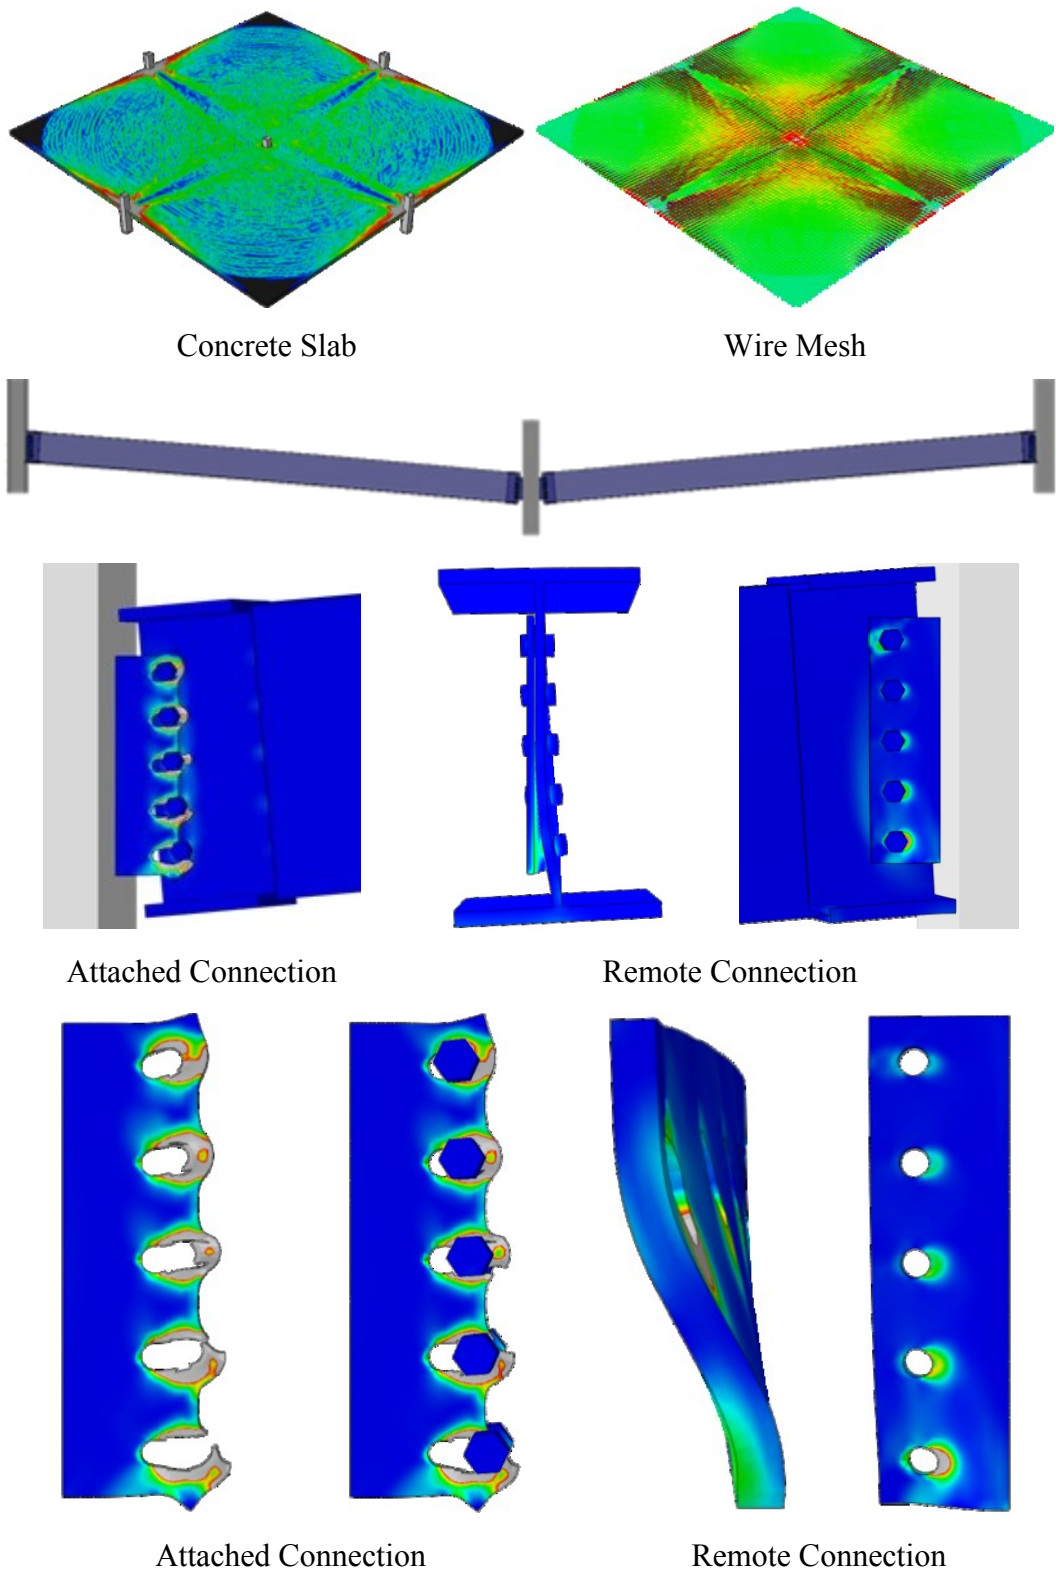 Concrete Slab
Wire Mesh
Attached Connection
Remote Connection
Attached Connection
Remote Connection